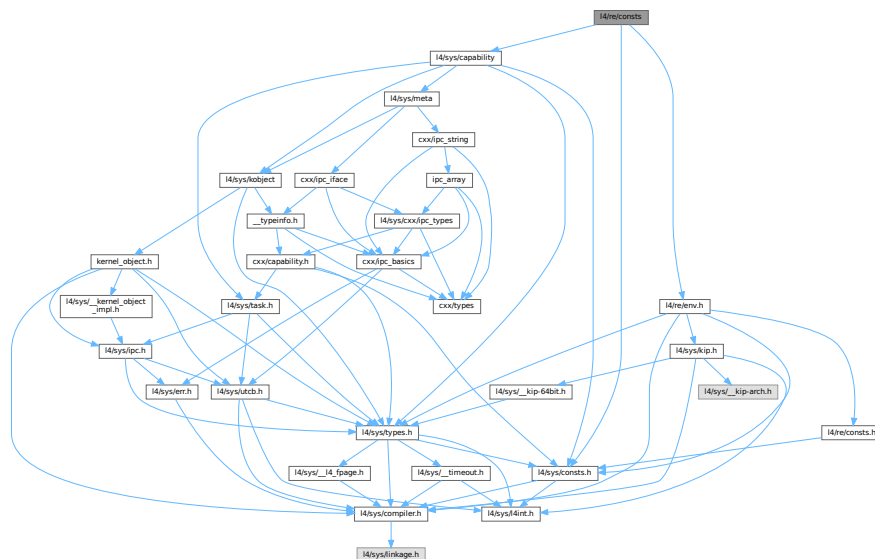 l4/re/consts
l4/sys/capability
l4/sys/meta
cxx/ipc_string
l4/sys/kobject
cxx/ipc_iface
ipc_array
__typeinfo.h
l4/sys/cxx/ipc_types
kernel_object.h
cxx/capability.h
cxx/ipc_basics
l4/sys/__kernel_object
_impl.h
l4/sys/task.h
cxx/types
l4/re/env.h
l4/sys/ipc.h
l4/sys/kip.h
l4/sys/err.h
l4/sys/utcb.h
l4/sys/__kip-64bit.h
l4/sys/__kip-arch.h
l4/sys/types.h
l4/re/consts.h
l4/sys/__l4_fpage.h
l4/sys/__timeout.h
l4/sys/consts.h
l4/sys/compiler.h
l4/sys/l4int.h
l4/sys/linkage.h